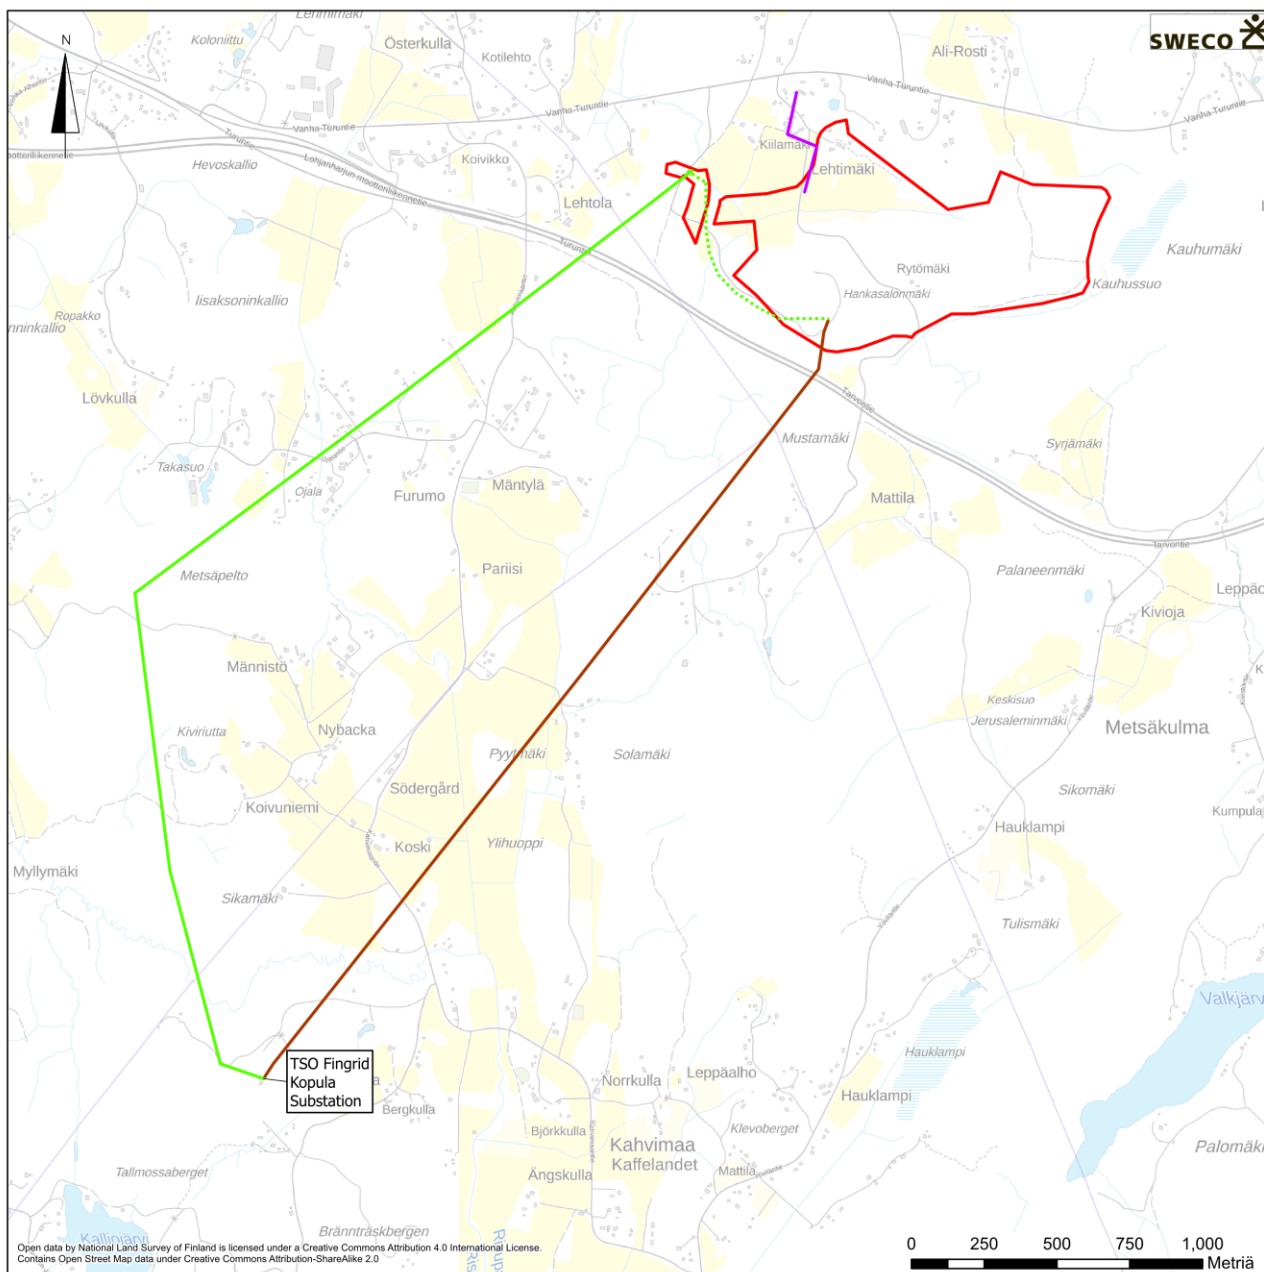 Lehmimäki
Koloniittu
Österkulla
Kotilehto
Ali-Rosti
SWECO
N
Vanha Turuntie
Vanha Turuntie
Vanha Turuntie
Vanha Turuntie
Turuntie
Lohjanharjun moottoriliikennetie
Hevoskallio
Koivikko
Kiilamäki
Lehtimäki
Lehtola
Turuntie
Kauhumäki
Iisaksoninkallio
Rytömäki
Hankasalonmäki
Kauhussuo
Ropakko
nninkallio
Lövkulla
Tarvontie
Mustamäki
Syrjämäki
Takasuo
Ojala
Furumo
Mäntylä
Mattila
Tarvontie
Pariisi
Metsäpelto
Palaneenmäki
Kivioja
Männistö
Keskisuo
Jerusaleminmäki
Kiviriutta
Nybacka
Pyytmäki
Solamäki
Metsäkulma
Södergård
Koivuniemi
Sikomäki
Kumpula
Hauklampi
Koski
Ylihuoppi
Myllymäki
Sikamäki
Tulismäki
Valkjärv
Hauklampi
TSO Fingrid
Kopula
Substation
Norrkulla
Leppäalho
Hauklampi
Bergkulla
Björkkulla
Klevoberget
Kahvimaa
Kaffelandet
Palomäki
Tallmossaberget
Ängskulla
Mattila
Brännträskbergen
Kallinjärvi
Open data by National Land Survey of Finland is licensed under a Creative Commons Attribution 4.0 International License.
Contains Open Street Map data under Creative Commons Attribution-ShareAlike 2.0
0 250 500 750 1,000
Metriä